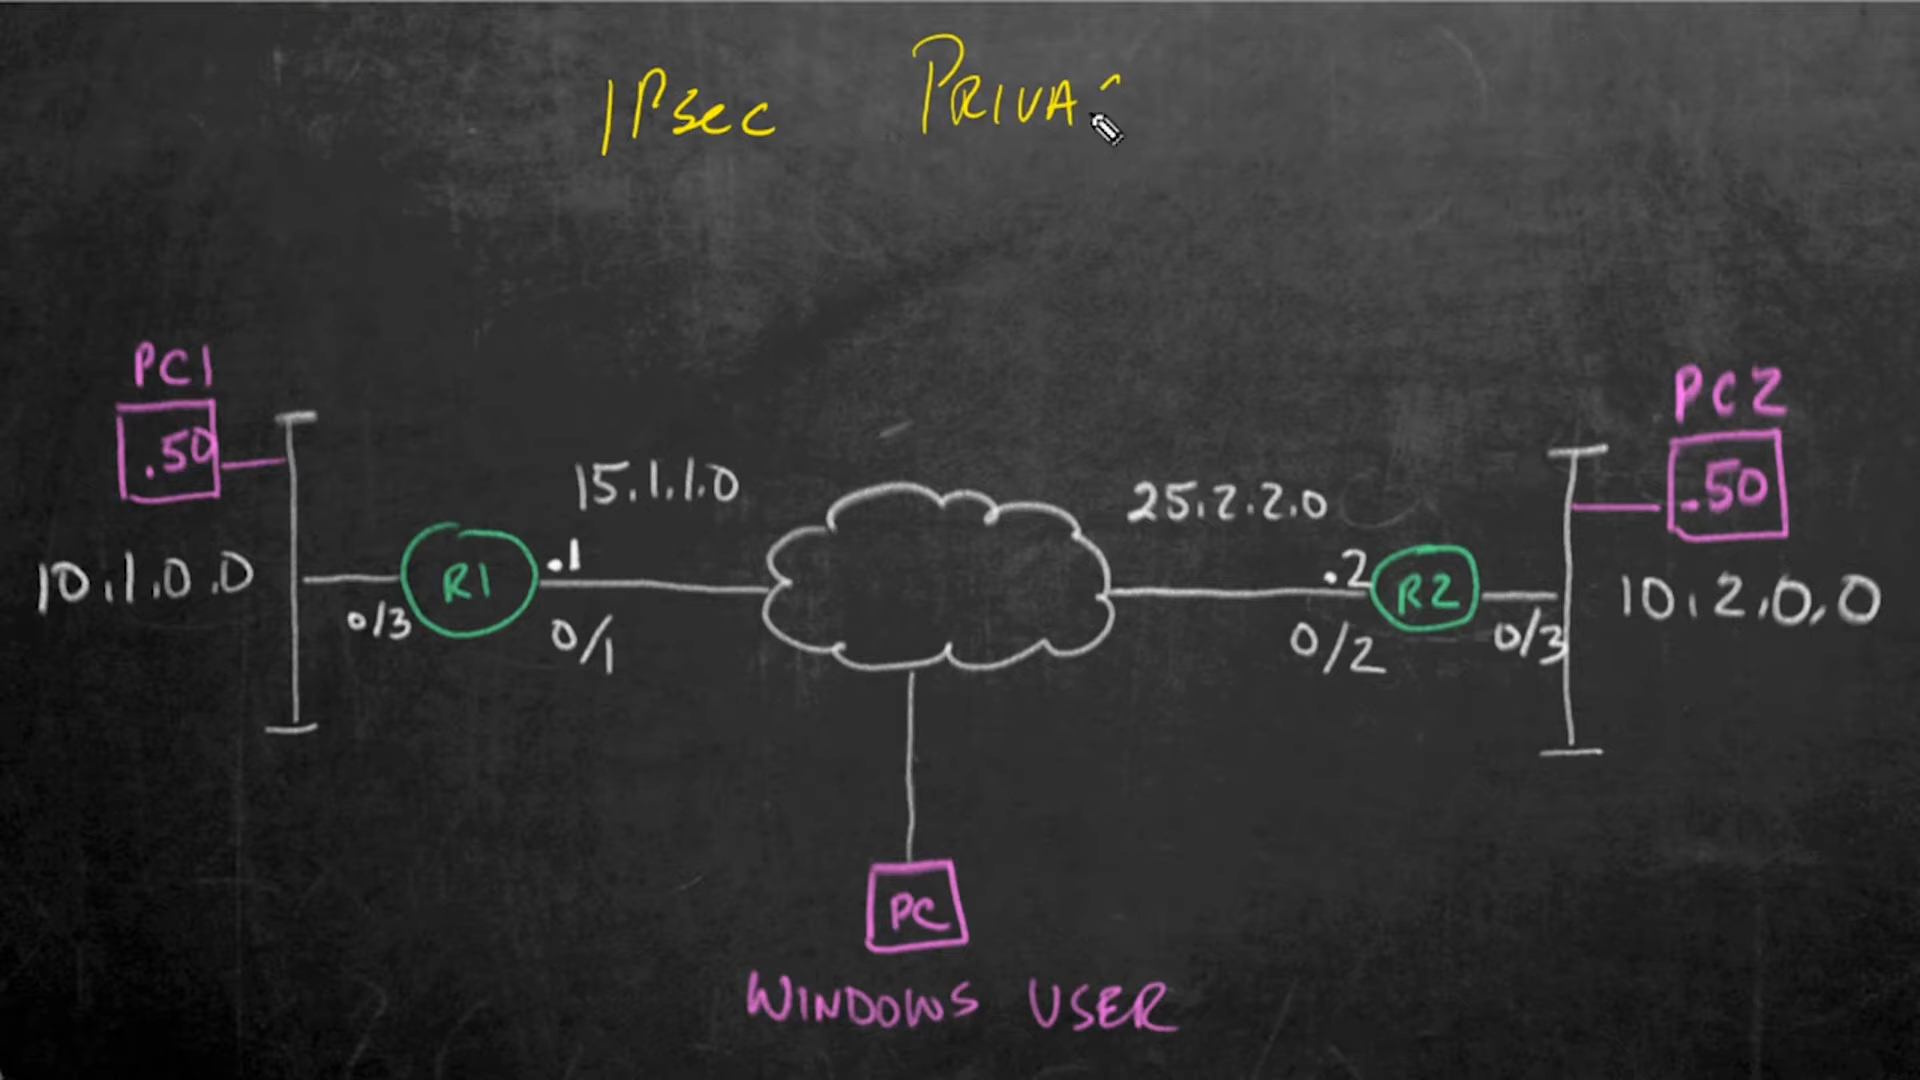 IPsec PRIVA
PC1
.50
10.1.0.0
0/3
R1
.1
15.1.1.0
0/1
25.2.2.0
.2
0/2
R2
0/3
PC2
.50
10.2.0.0
PC
WINDOWS USER